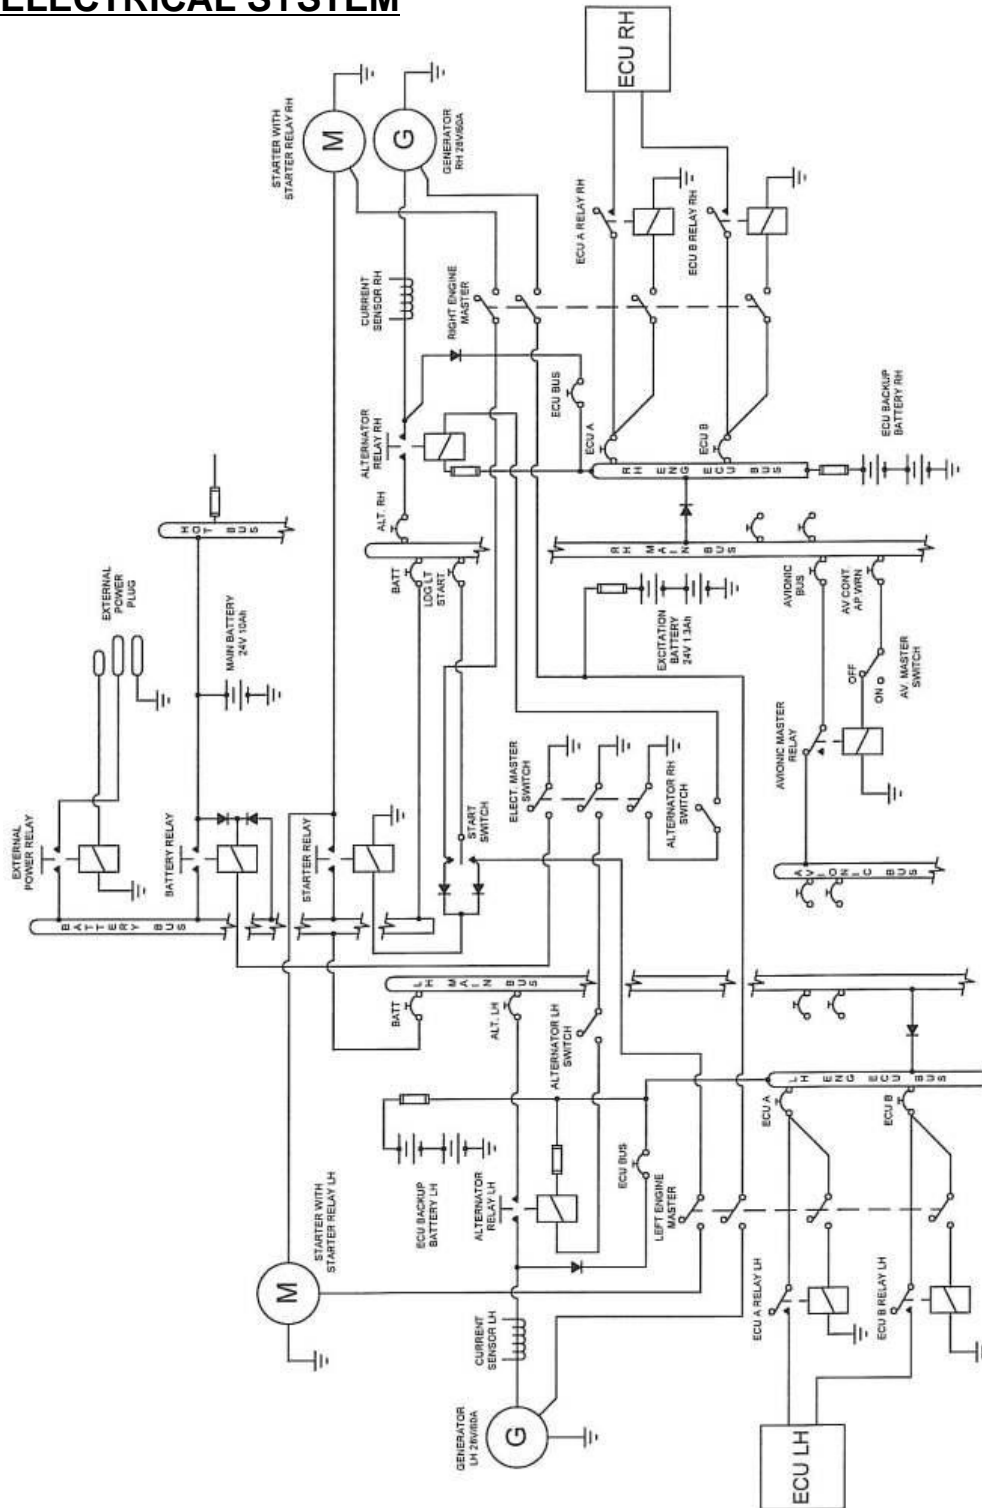 ELECTRICAL SYSTEM
ECU RH
STARTER WITH
STARTER RELAY RH
M
G
GENERATOR
RH 28V/60A
ECU A RELAY RH
ECU B RELAY RH
CURRENT
SENSOR RH
RIGHT ENGINE
MASTER
ECU BUS
ALTERNATOR
RELAY RH
ECU A
ECU B
RH ENG ECU BUS
ECU BACKUP
BATTERY RH
ALT. RH
HOT BUS
EXTERNAL
POWER
PLUG
MAIN BATTERY
24V 10Ah
BATT
LDG LT
START
RH MAIN BUS
EXCITATION
BATTERY
24V 1.3Ah
AVIONIC
BUS
AV CONT.
AP WRN
OFF
ON
AV. MASTER
SWITCH
AVIONIC MASTER
RELAY
EXTERNAL
POWER RELAY
BATTERY RELAY
STARTER RELAY
START
SWITCH
ELECT. MASTER
SWITCH
ALTERNATOR RH
SWITCH
BATTERY BUS
AVIONIC BUS
LH MAIN BUS
BATT
ALT. LH
ALTERNATOR LH
SWITCH
LH ENG ECU BUS
ECU A
ECU B
ECU BACKUP
BATTERY LH
ALTERNATOR
RELAY LH
ECU BUS
LEFT ENGINE
MASTER
STARTER WITH
STARTER RELAY LH
M
ECU A RELAY LH
ECU B RELAY LH
CURRENT
SENSOR LH
GENERATOR
LH 28V/60A
G
ECU LH